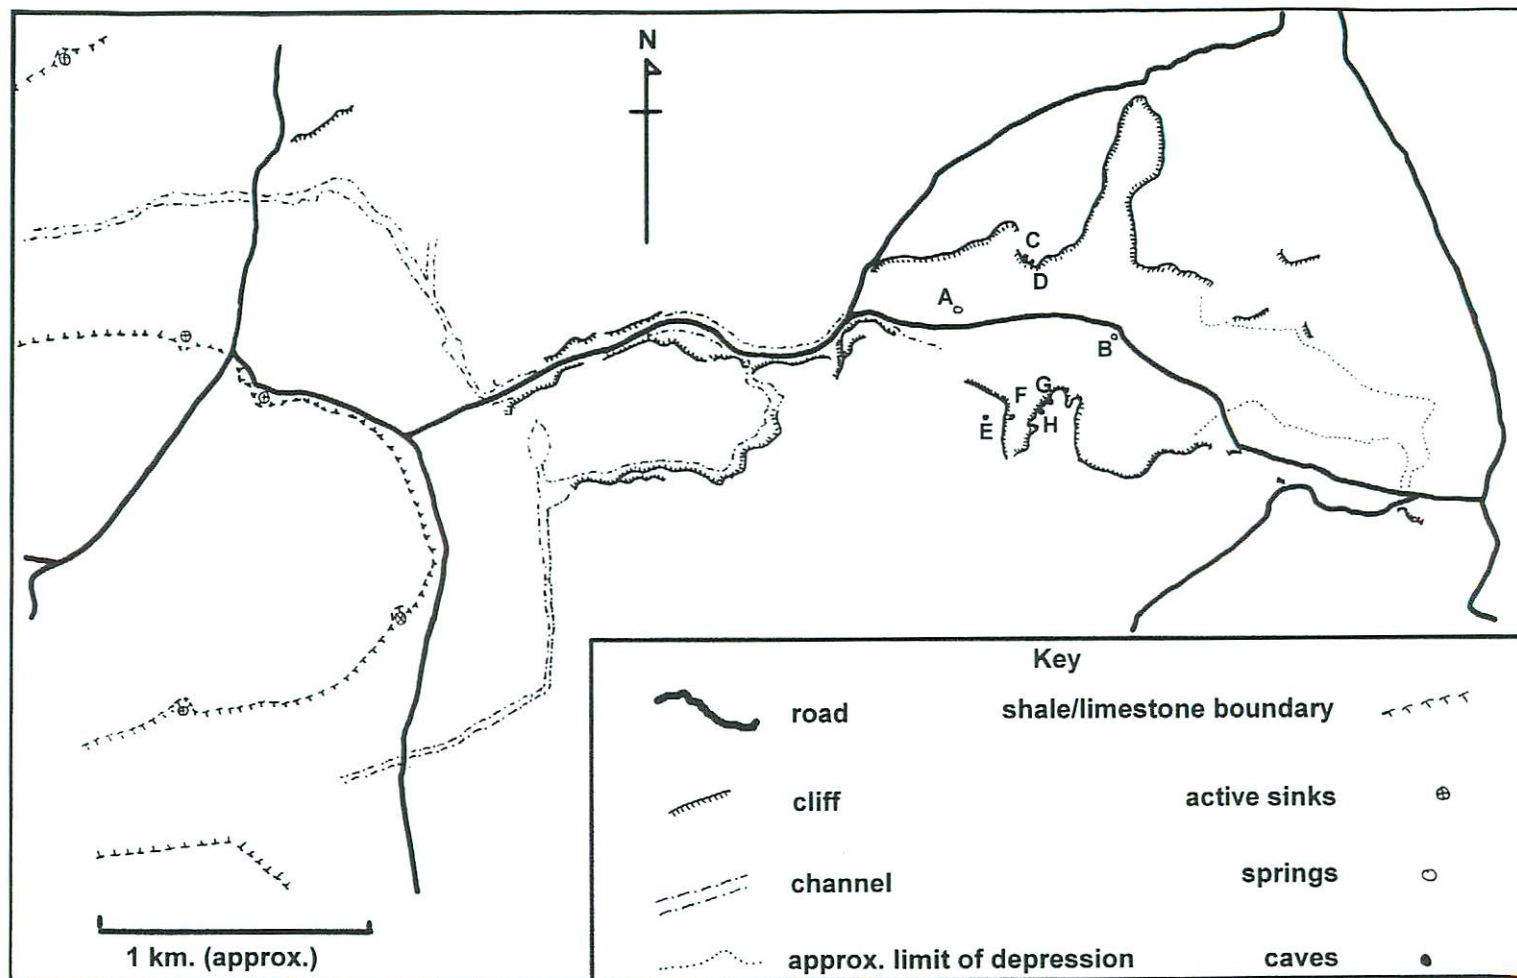 N
C
D
A
B
G
F
E
H
Key
road
shale/limestone boundary
cliff
active sinks
channel
springs
approx. limit of depression
caves
1 km. (approx.)